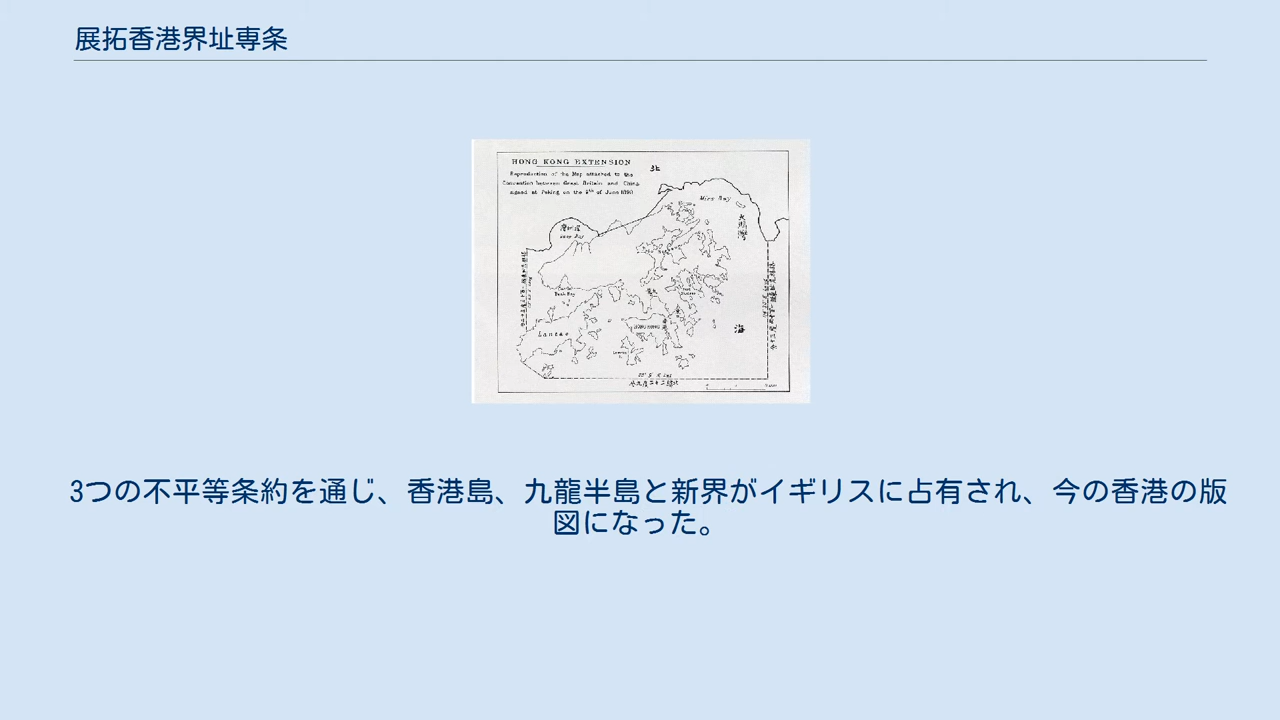 展拓香港界址専条
HONG KONG EXTENSION
北
Reproduction of the Map attached to the
Convention between Great Britain and China
signed at Peking on the 9th of June 1898
Mirs Bay
大鵬灣
Deep Bay
海
Lantao
HONG KONG
3つの不平等条約を通じ、香港島、九龍半島と新界がイギリスに占有され、今の香港の版
図になった。